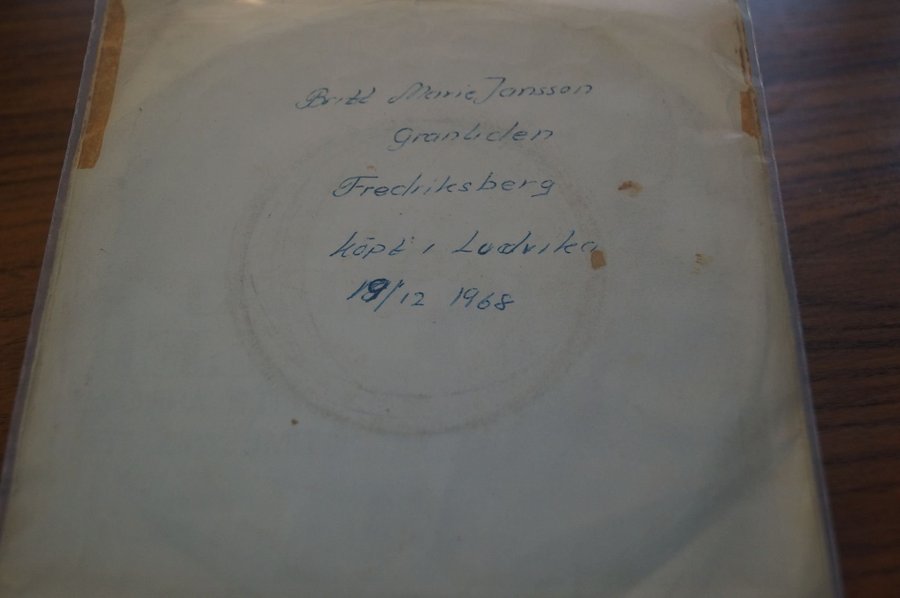 Britt Marie Jansson
Granliden
Fredriksberg
köpt i Ludvika
19/12 1968